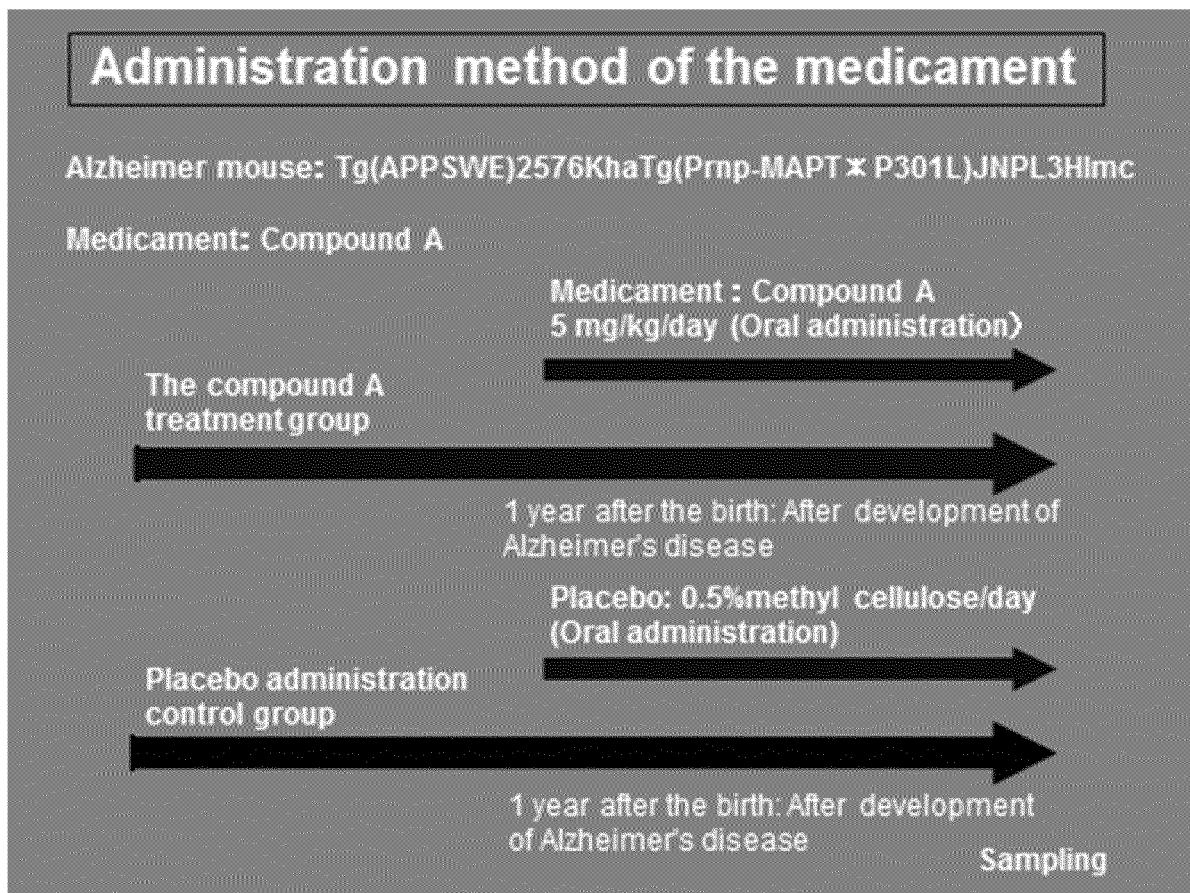 Administration method of the medicament
Alzheimer mouse: Tg(APPSWE)2576KhaTg(Prnp-MAPT*P301L)JNPL3Hlmc
Medicament: Compound A
Medicament : Compound A
5 mg/kg/day (Oral administration)
The compound A
treatment group
1 year after the birth: After development of
Alzheimer's disease
Placebo: 0.5%methyl cellulose/day
(Oral administration)
Placebo administration
control group
1 year after the birth: After development
of Alzheimer's disease
Sampling